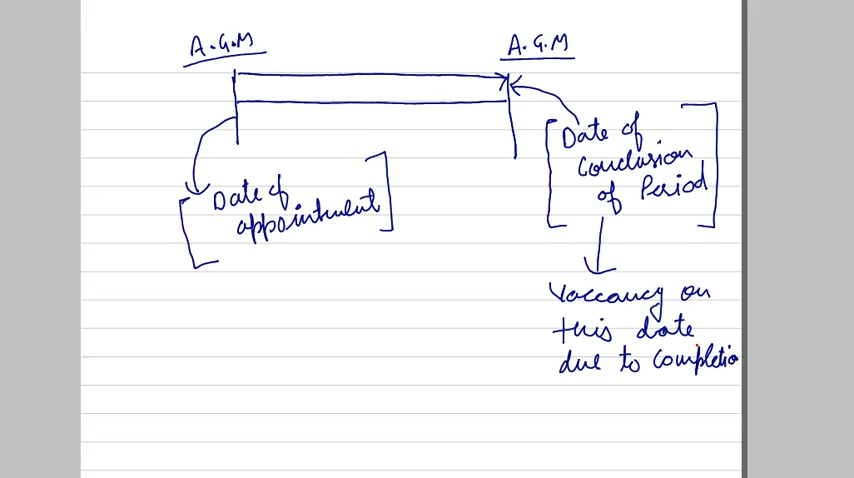 A.G.M
A.G.M
Date of
appointment
Date of
Conclusion
of Period
Vaccancy on
this date
due to completio